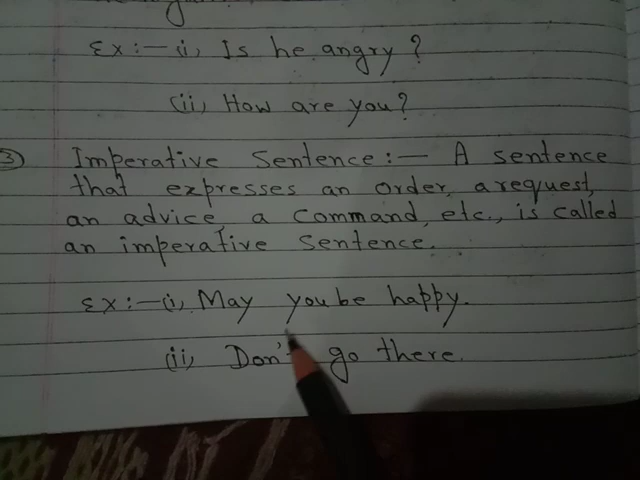 Ex:- (i) Is he angry?
(ii) How are you?
(3) Imperative Sentence:- A sentence
that expresses an order, a request,
an advice, a command, etc., is called
an imperative sentence.
Ex:- (i) May you be happy.
(ii) Don't go there.